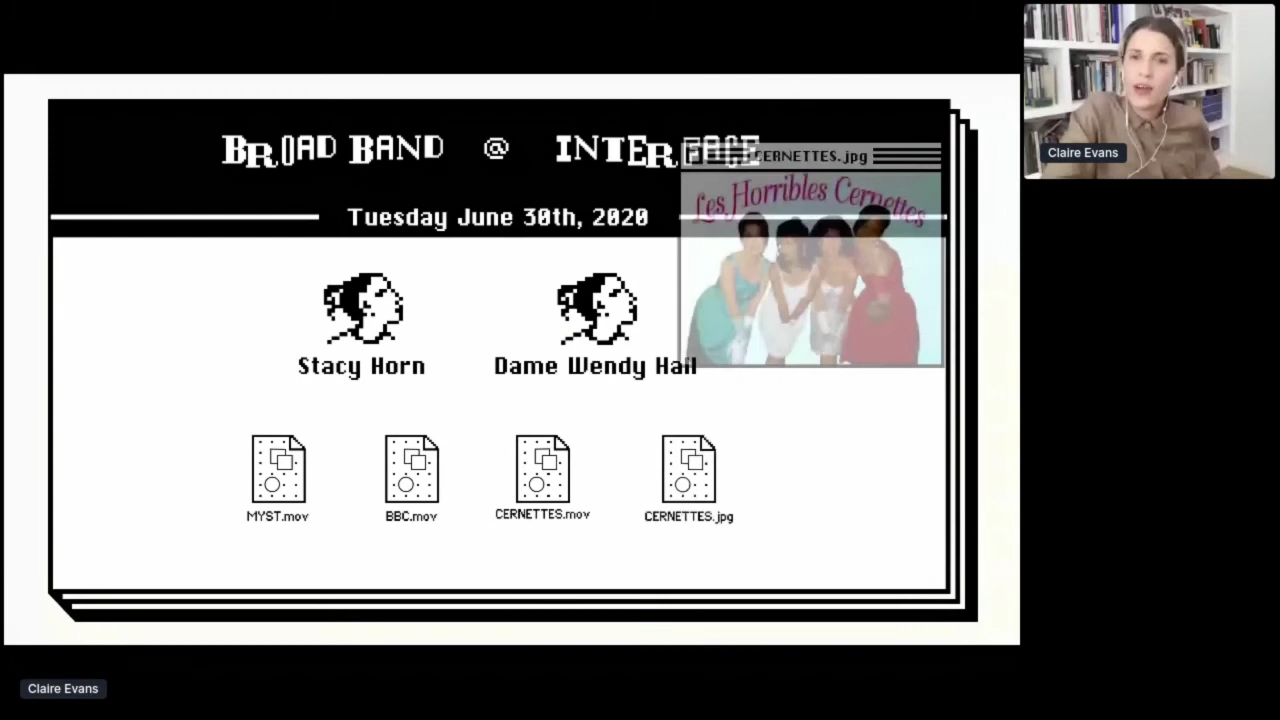 BROAD BAND @ INTERFACE
CERNETTES.jpg
Les Horribles Cernettes
Tuesday June 30th, 2020
Stacy Horn
Dame Wendy Hall
MYST.mov
BBC.mov
CERNETTES.mov
CERNETTES.jpg
Claire Evans
Claire Evans